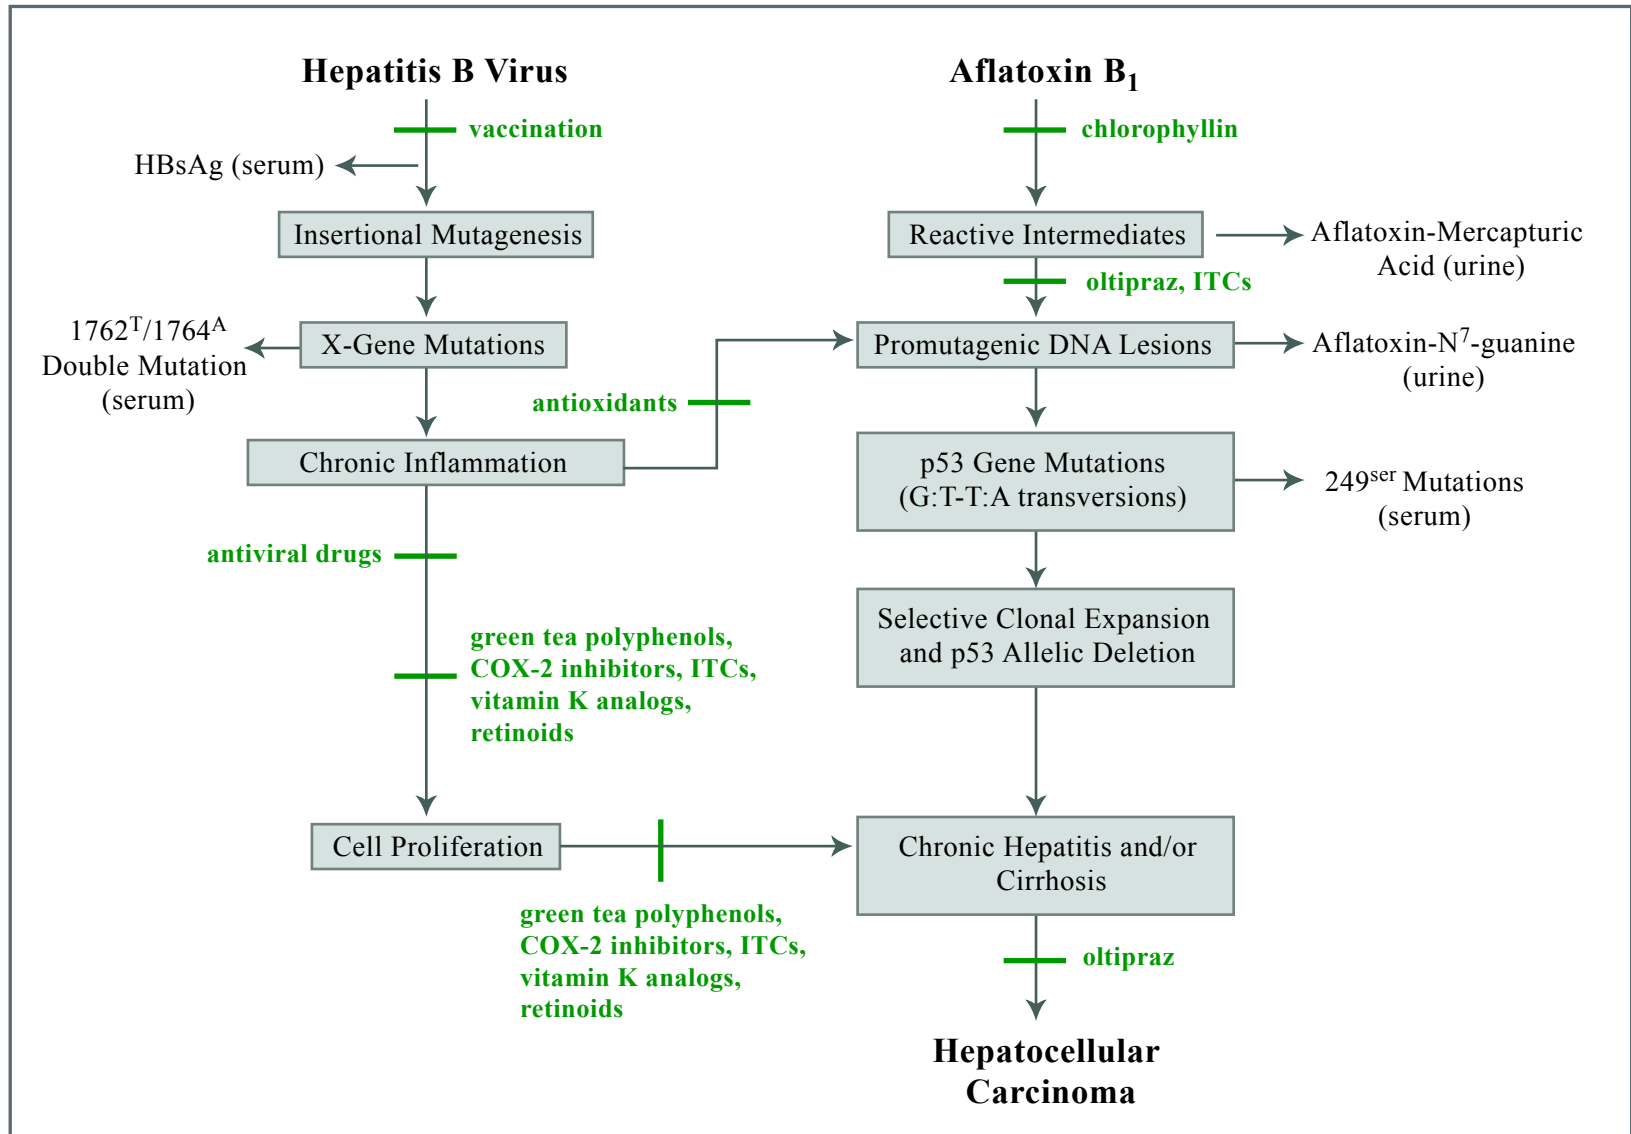 Hepatitis B Virus
Aflatoxin B1
vaccination
chlorophyllin
HBsAg (serum)
Insertional Mutagenesis
Reactive Intermediates
Aflatoxin-Mercapturic
Acid (urine)
oltipraz, ITCs
1762T/1764A
Double Mutation
(serum)
X-Gene Mutations
Promutagenic DNA Lesions
Aflatoxin-N7-guanine
(urine)
antioxidants
Chronic Inflammation
p53 Gene Mutations
(G:T-T:A transversions)
249ser Mutations
(serum)
antiviral drugs
Selective Clonal Expansion
and p53 Allelic Deletion
green tea polyphenols,
COX-2 inhibitors, ITCs,
vitamin K analogs,
retinoids
Cell Proliferation
Chronic Hepatitis and/or
Cirrhosis
green tea polyphenols,
COX-2 inhibitors, ITCs,
vitamin K analogs,
retinoids
oltipraz
Hepatocellular
Carcinoma